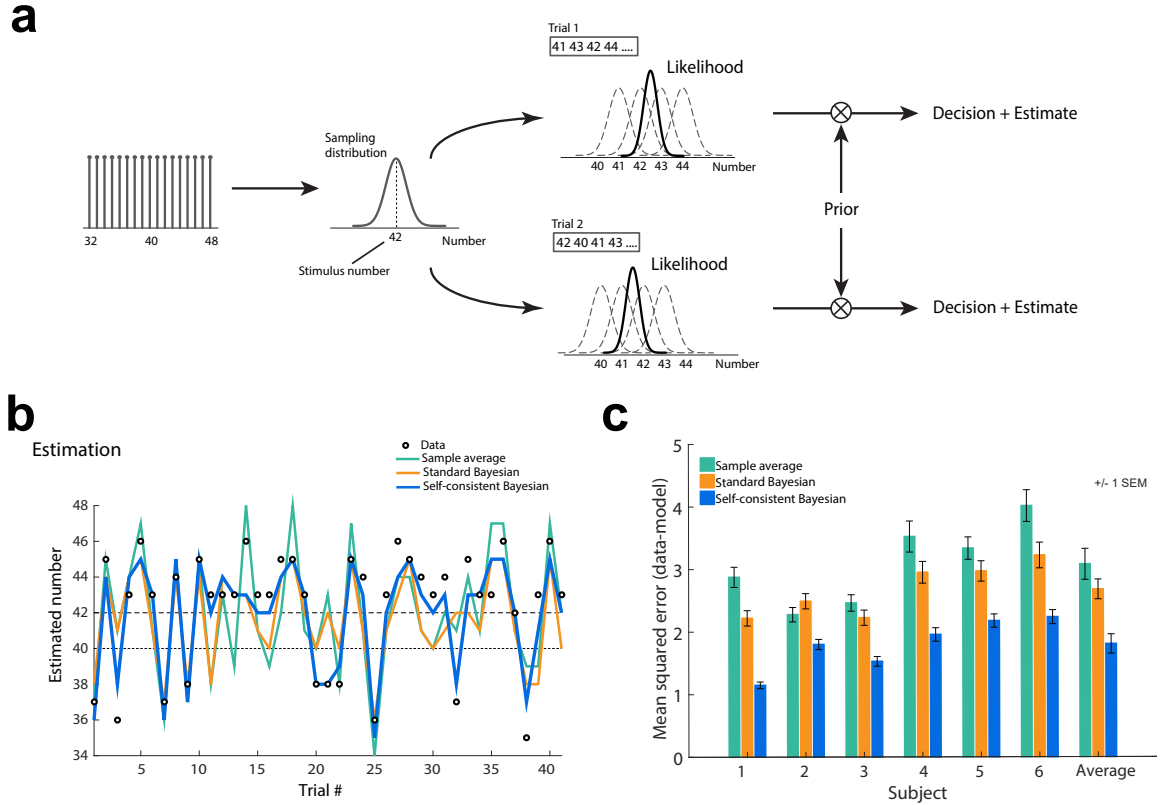 a
Trial 1
41 43 42 44 ....
Likelihood
40 41 42 43 44 Number
Sampling
distribution
32 40 48
42 Number
Stimulus number
Decision + Estimate
Prior
Trial 2
42 40 41 43 ....
Likelihood
40 41 42 43 44 Number
Decision + Estimate
b
Estimation
Data
Sample average
Standard Bayesian
Self-consistent Bayesian
Estimated number
48
46
44
42
40
38
36
34
5 10 15 20 25 30 35 40
Trial #
c
Sample average
Standard Bayesian
Self-consistent Bayesian
+/- 1 SEM
Mean squared error (data-model)
5
4
3
2
1
0
1 2 3 4 5 6 Average
Subject